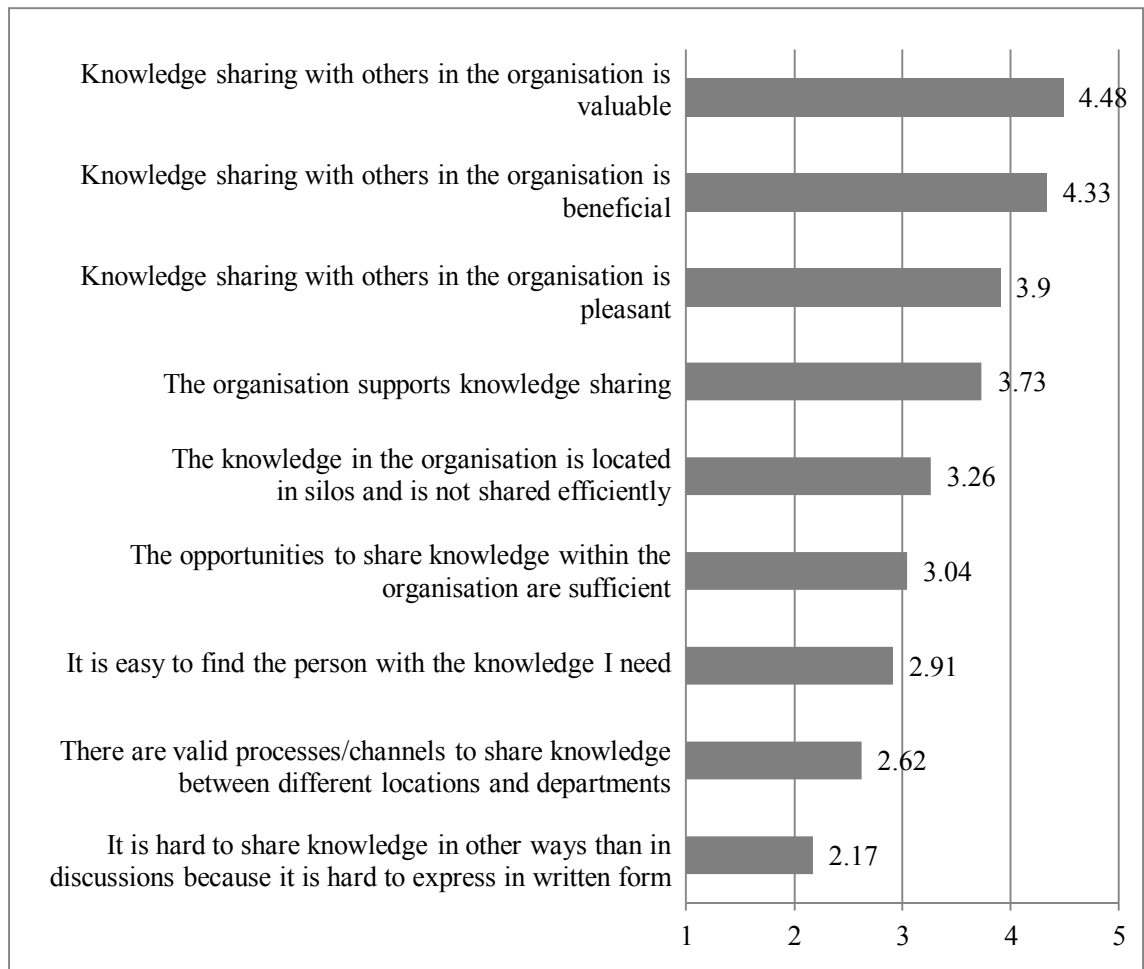 Knowledge sharing with others in the organisation is
valuable
4.48
Knowledge sharing with others in the organisation is
beneficial
4.33
Knowledge sharing with others in the organisation is
pleasant
3.9
The organisation supports knowledge sharing
3.73
The knowledge in the organisation is located
in silos and is not shared efficiently
3.26
The opportunities to share knowledge within the
organisation are sufficient
3.04
It is easy to find the person with the knowledge I need
2.91
There are valid processes/channels to share knowledge
between different locations and departments
2.62
It is hard to share knowledge in other ways than in
discussions because it is hard to express in written form
2.17
1 2 3 4 5